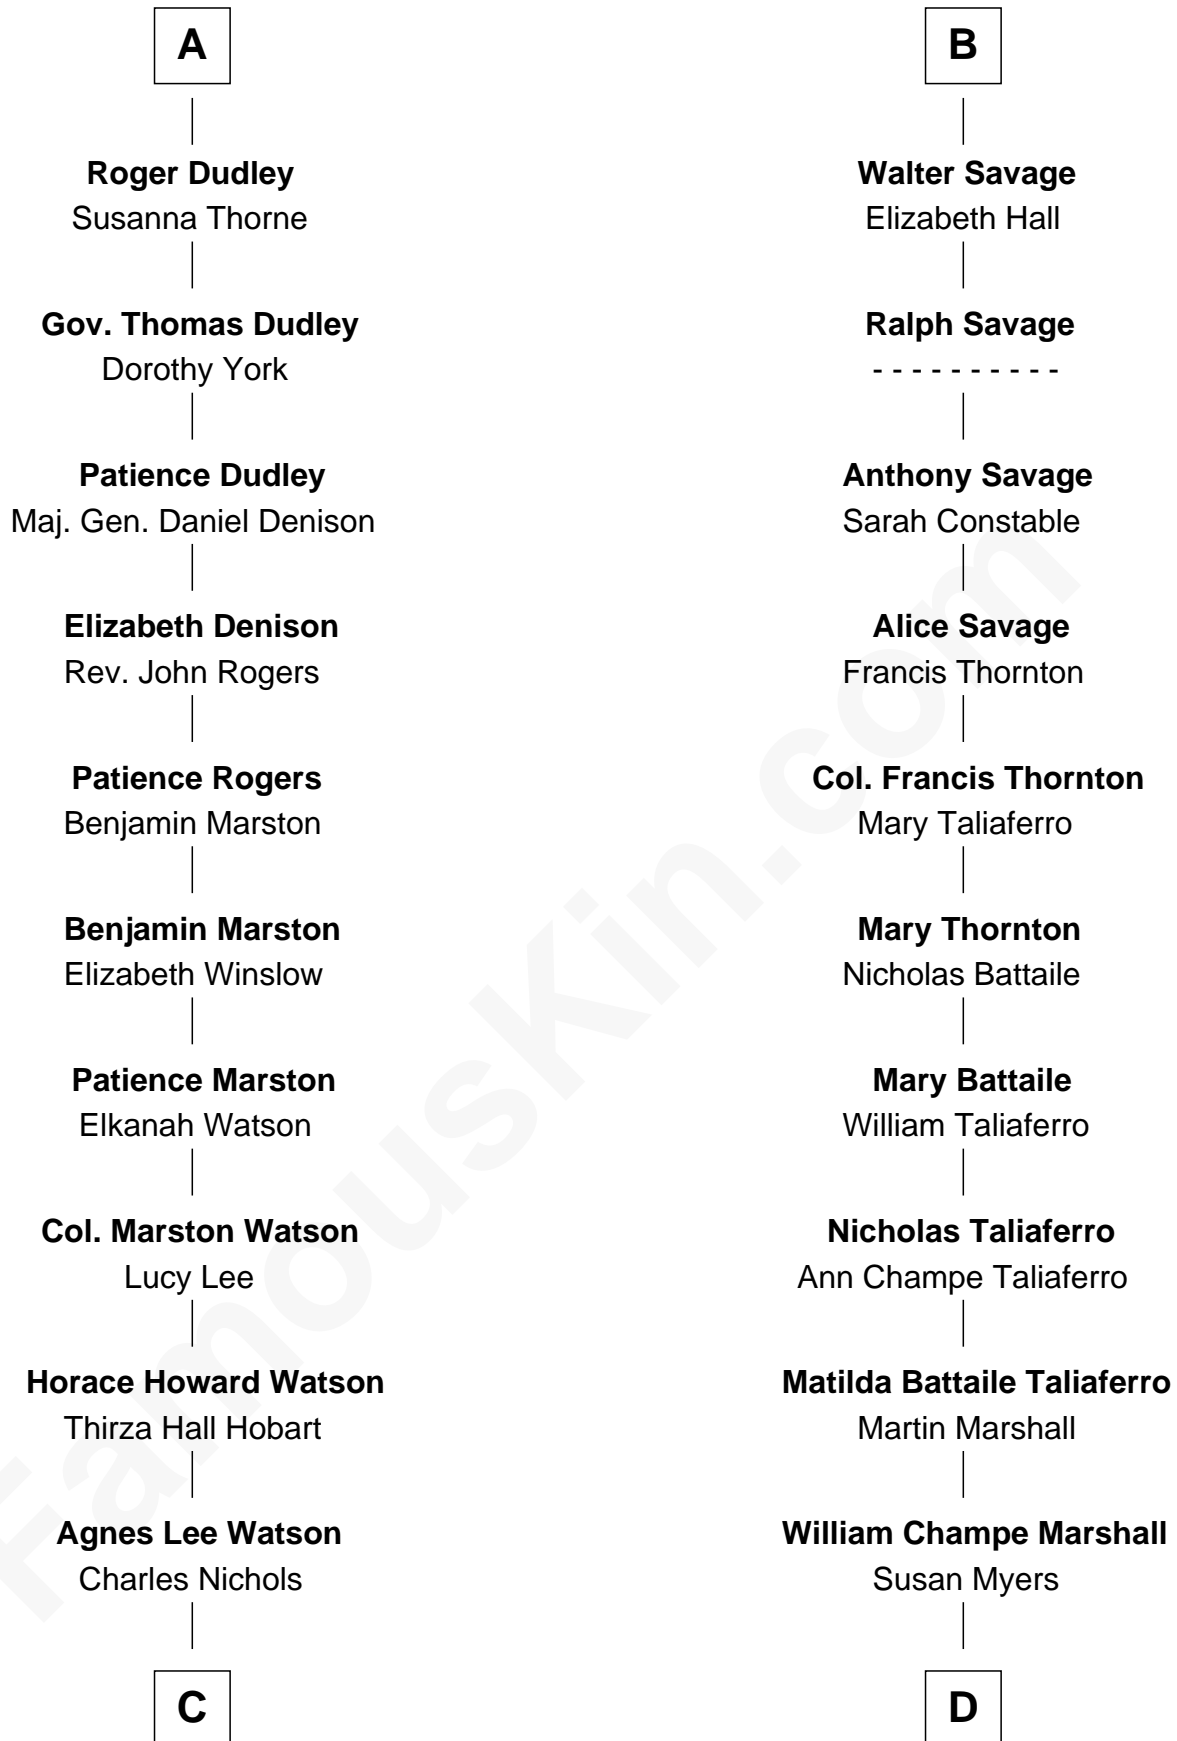 A
Roger Dudley
Susanna Thorne
Gov. Thomas Dudley
Dorothy York
Patience Dudley
Maj. Gen. Daniel Denison
Elizabeth Denison
Rev. John Rogers
Patience Rogers
Benjamin Marston
Benjamin Marston
Elizabeth Winslow
Patience Marston
Elkanah Watson
Col. Marston Watson
Lucy Lee
Horace Howard Watson
Thirza Hall Hobart
Agnes Lee Watson
Charles Nichols
C
B
Walter Savage
Elizabeth Hall
Ralph Savage
- - - - - - - - - -
Anthony Savage
Sarah Constable
Alice Savage
Francis Thornton
Col. Francis Thornton
Mary Taliaferro
Mary Thornton
Nicholas Battaile
Mary Battaile
William Taliaferro
Nicholas Taliaferro
Ann Champe Taliaferro
Matilda Battaile Taliaferro
Martin Marshall
William Champe Marshall
Susan Myers
D
FamousKin.com